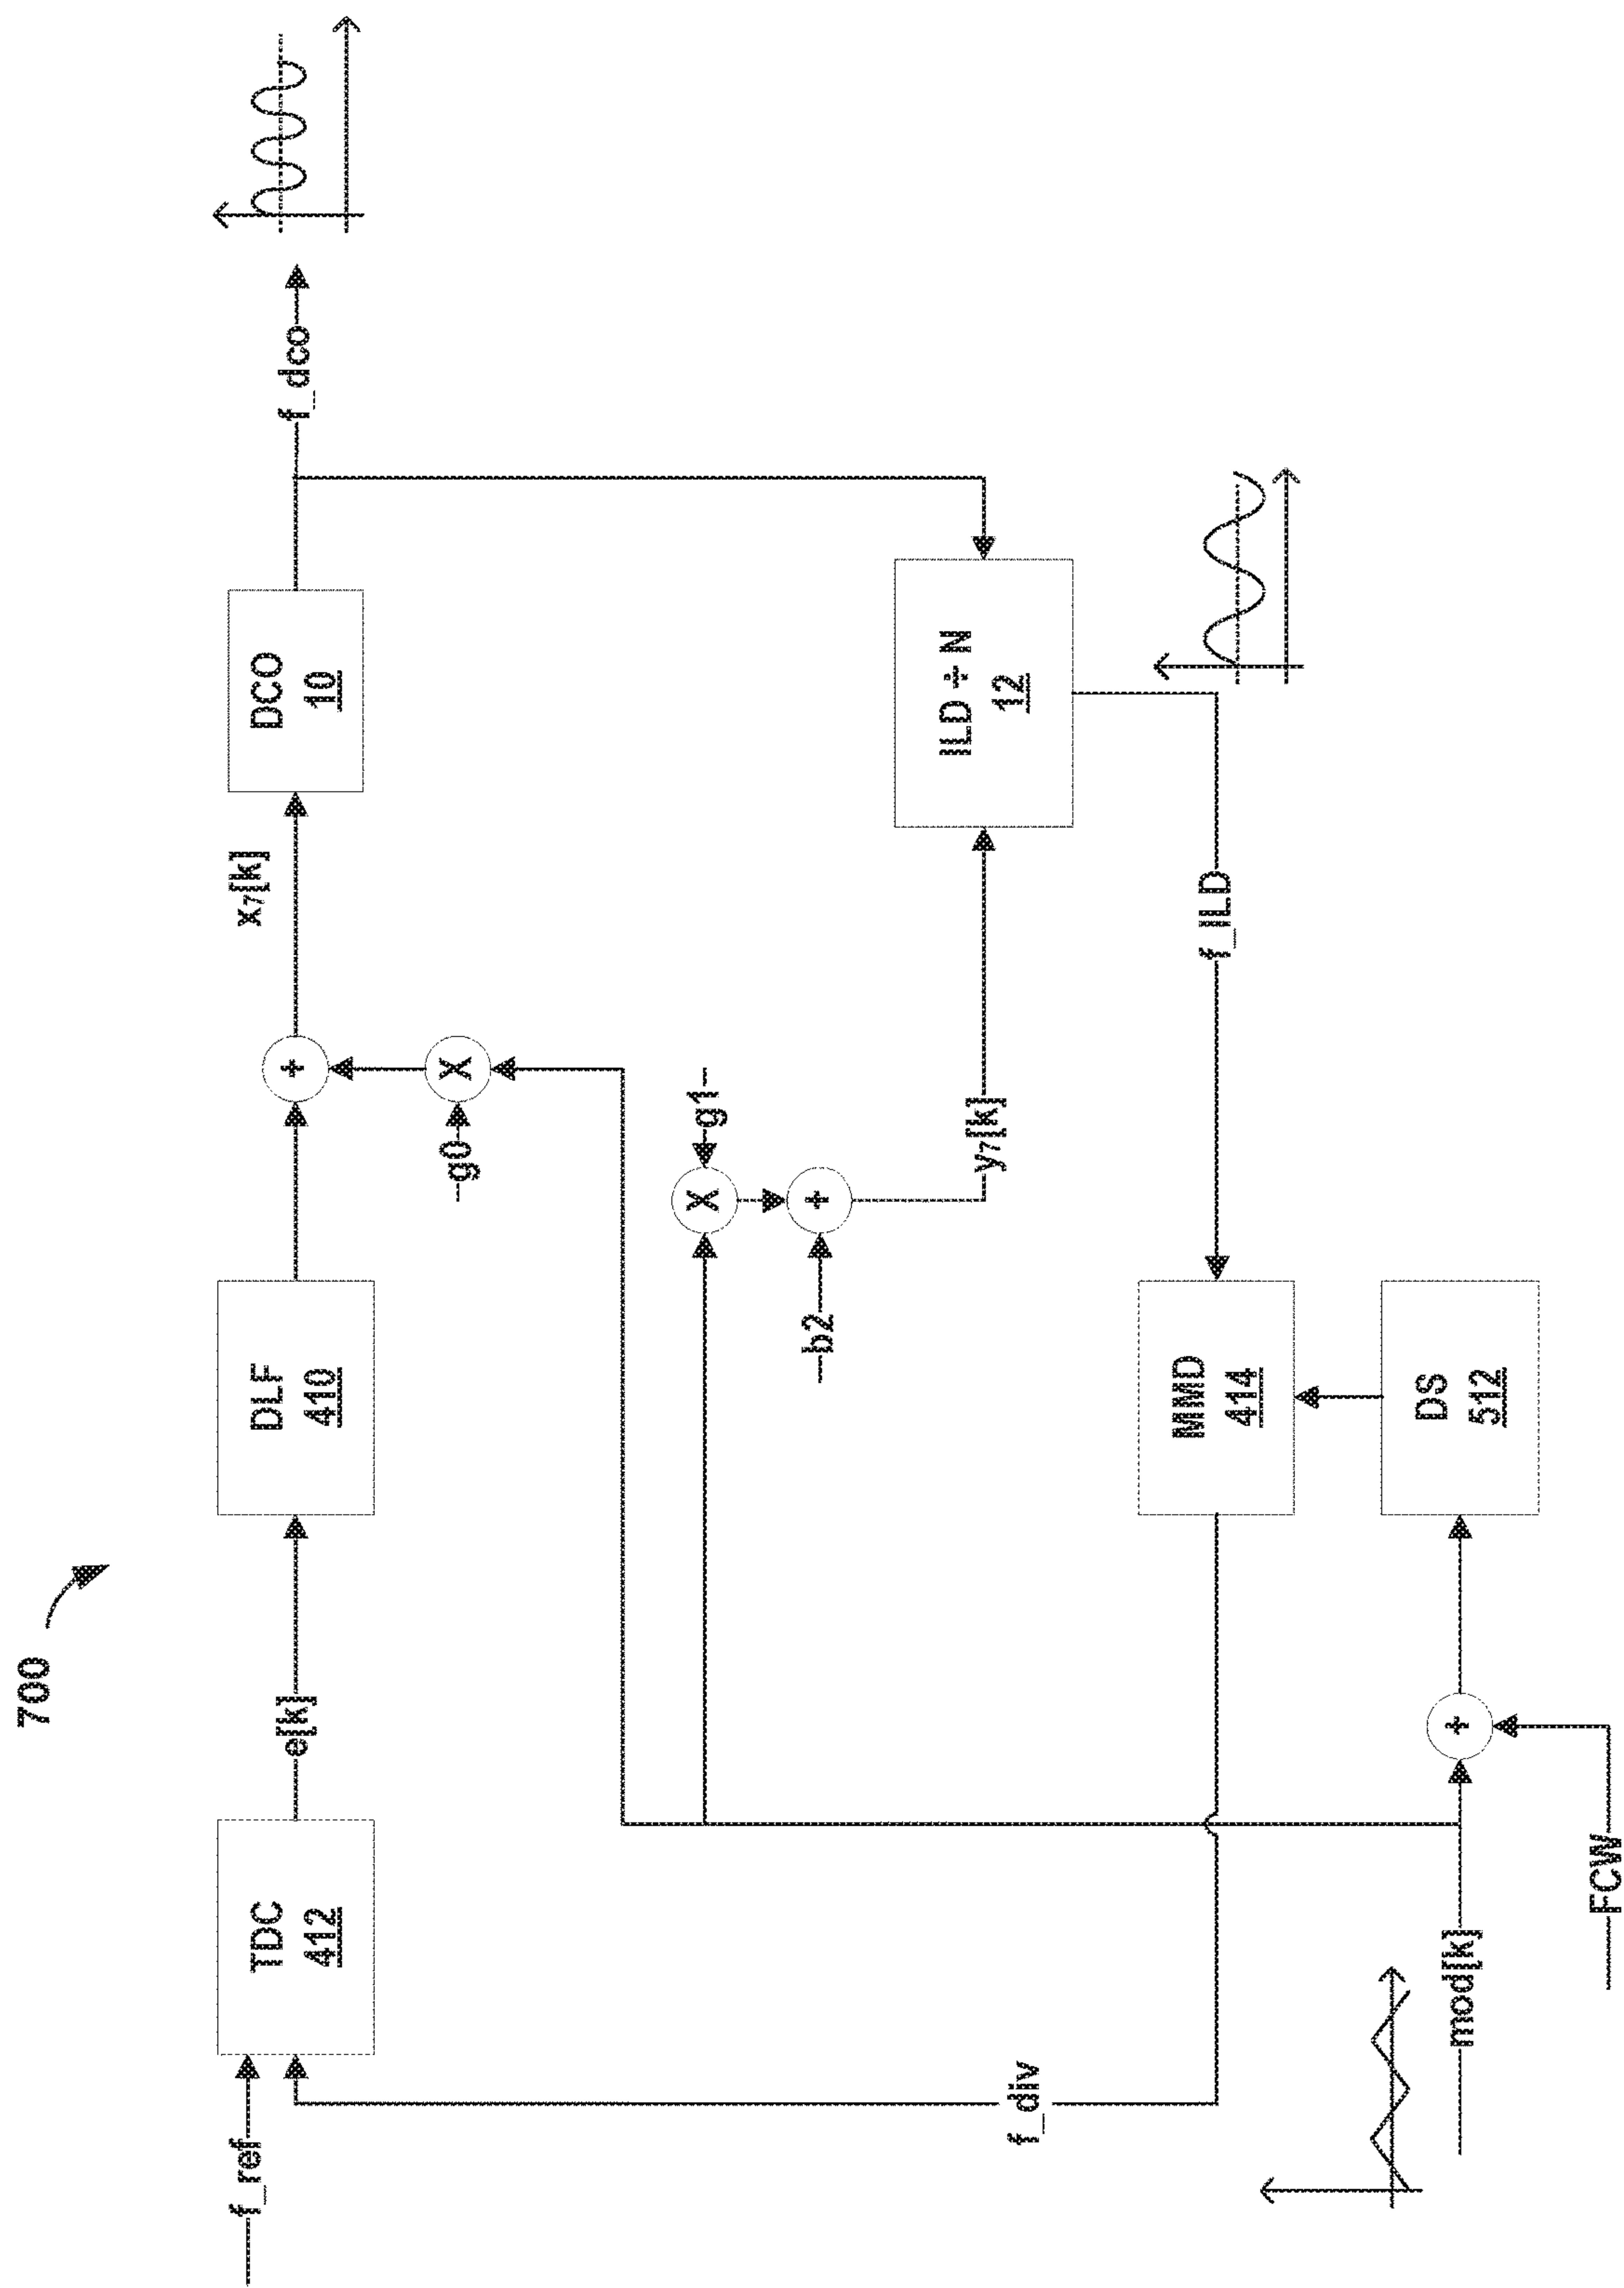 700
f_ref
TDC
412
e[k]
DLF
410
+
x₇[k]
DCO
10
f_dco
g0
X
X
g1
b2
+
y₇[k]
ILD ÷ N
12
f_ILD
f_div
MMD
414
DS
512
mod[k]
+
FCW